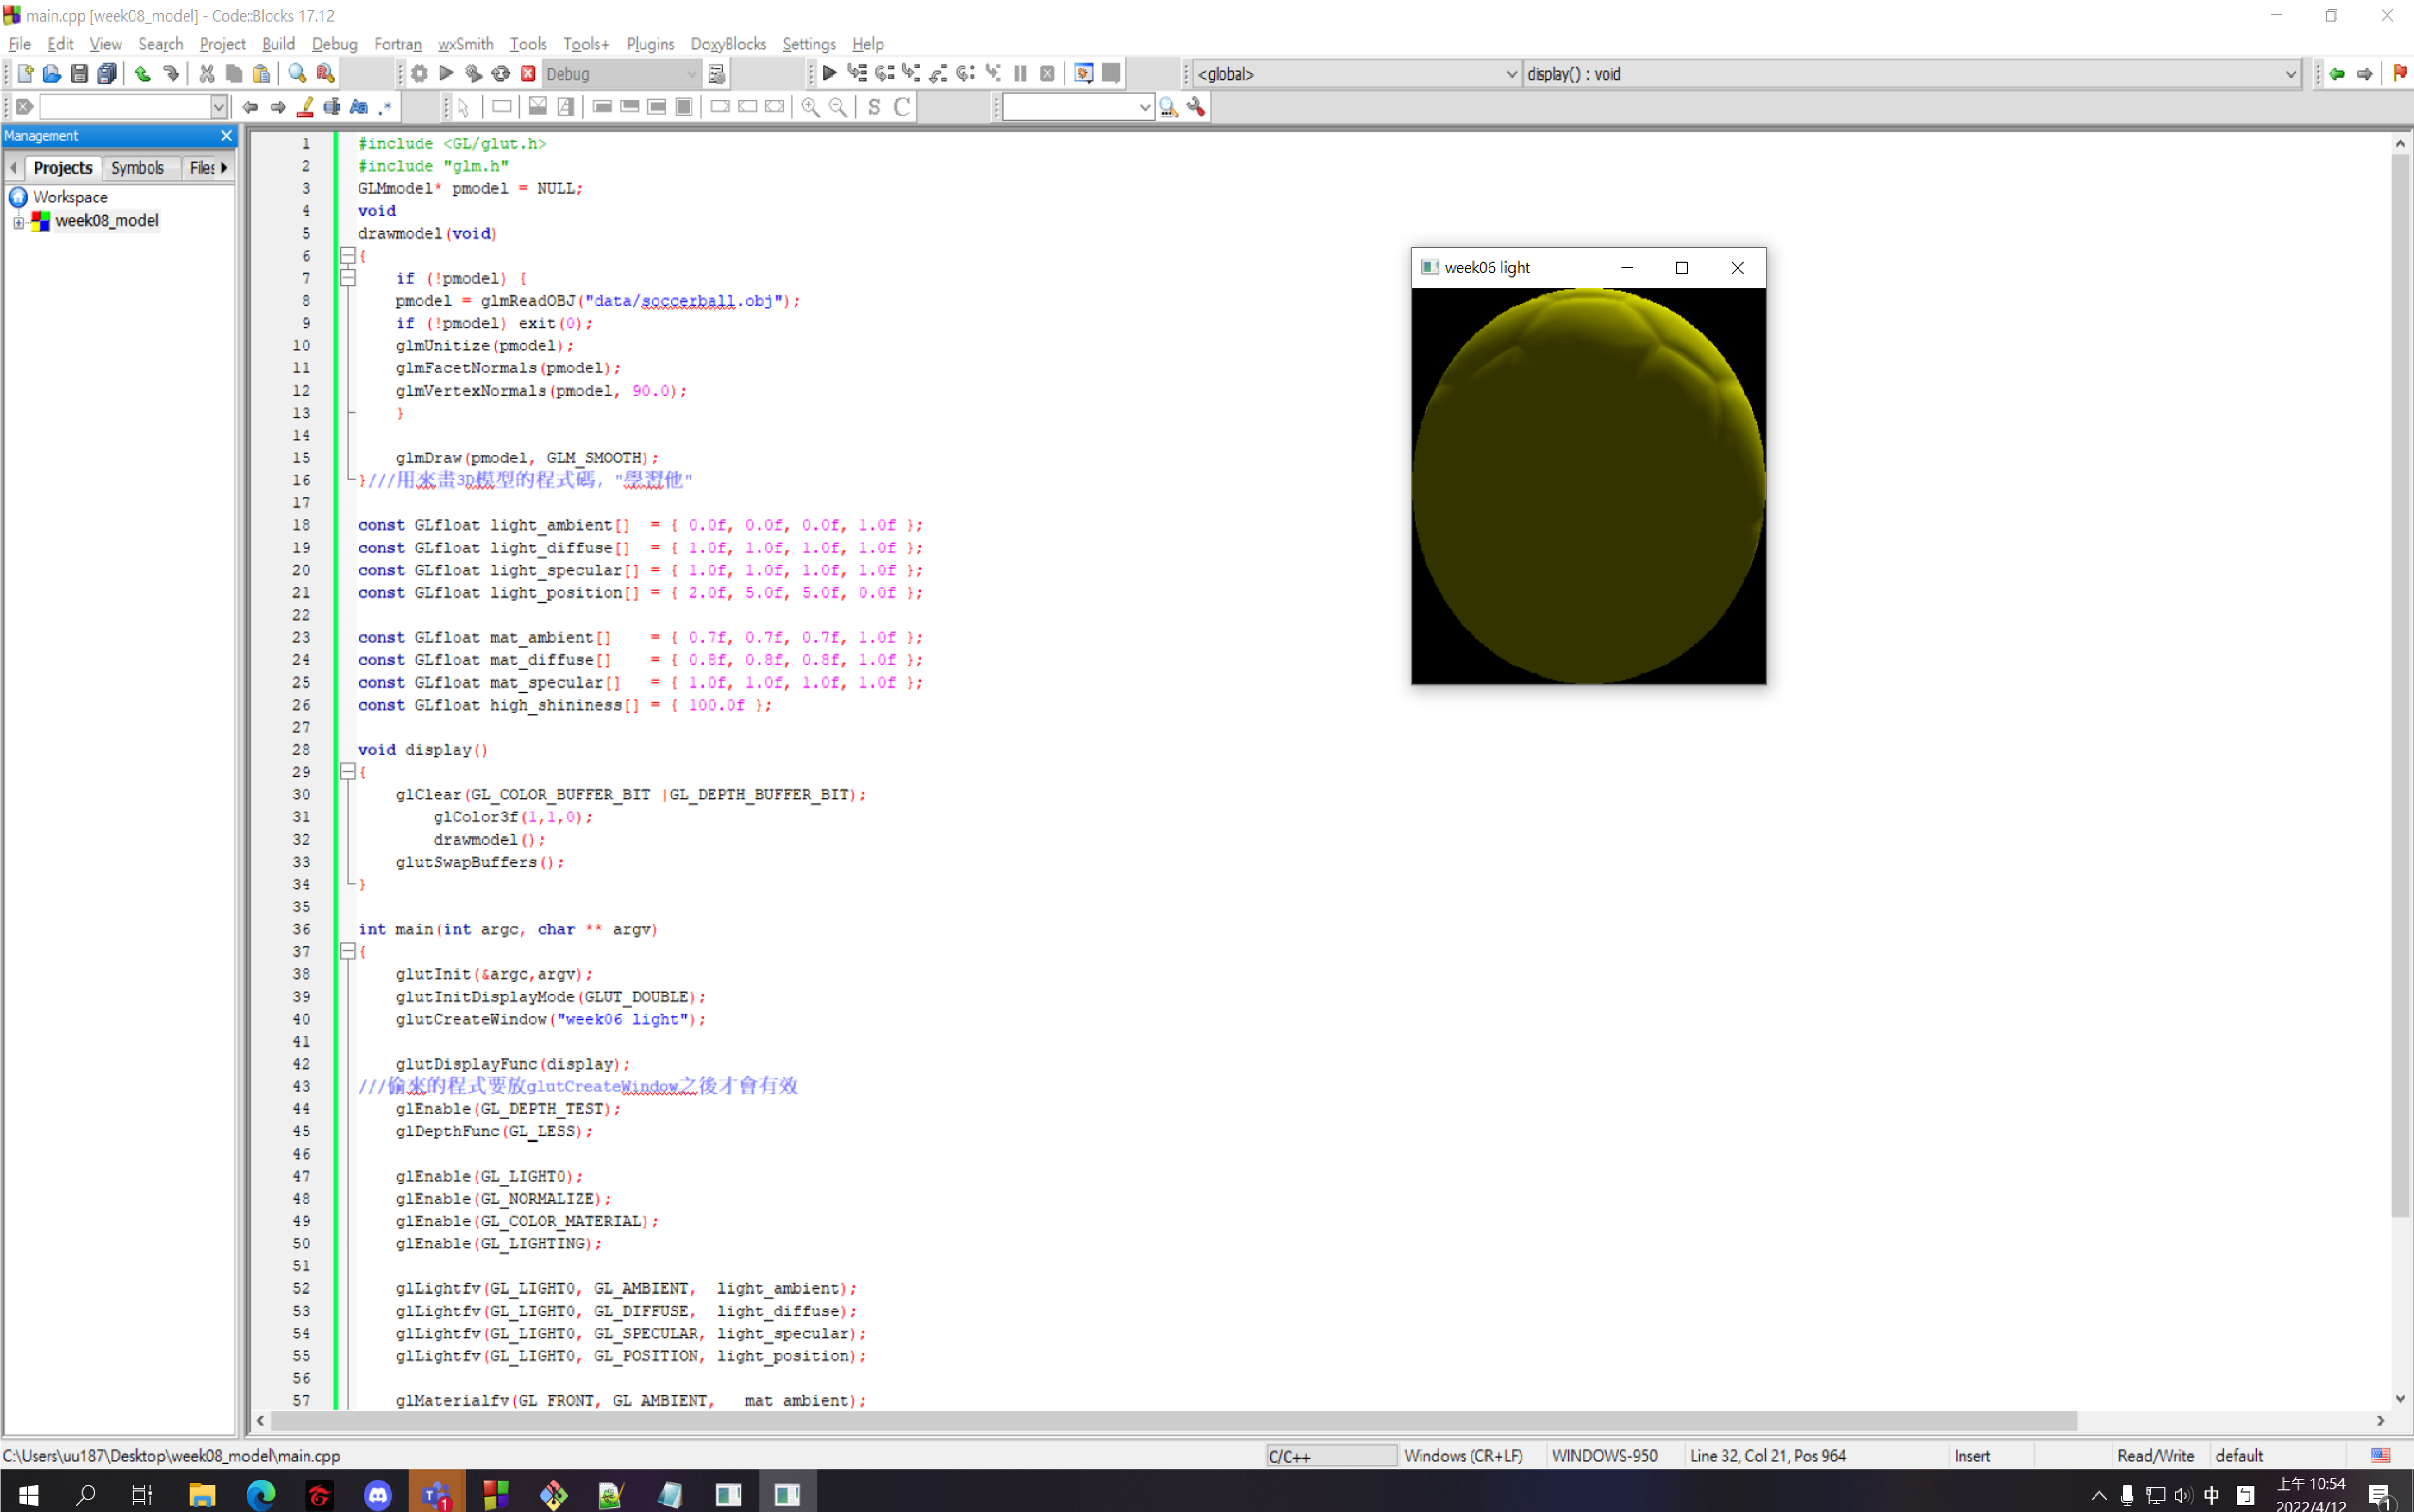 main.cpp [week08_model] - Code::Blocks 17.12
File Edit View Search Project Build Debug Fortran wxSmith Tools Tools+ Plugins DoxyBlocks Settings Help
Debug <global> display() : void
Management
Projects Symbols Files
Workspace
week08_model
1 #include <GL/glut.h>
2 #include "glm.h"
3 GLMmodel* pmodel = NULL;
4 void
5 drawmodel(void)
6 {
7 if (!pmodel) {
8 pmodel = glmReadOBJ("data/soccerball.obj");
9 if (!pmodel) exit(0);
10 glmUnitize(pmodel);
11 glmFacetNormals(pmodel);
12 glmVertexNormals(pmodel, 90.0);
13 }
14
15 glmDraw(pmodel, GLM_SMOOTH);
16 }///用來畫3D模型的程式碼, "學習他"
17
18 const GLfloat light_ambient[] = { 0.0f, 0.0f, 0.0f, 1.0f };
19 const GLfloat light_diffuse[] = { 1.0f, 1.0f, 1.0f, 1.0f };
20 const GLfloat light_specular[] = { 1.0f, 1.0f, 1.0f, 1.0f };
21 const GLfloat light_position[] = { 2.0f, 5.0f, 5.0f, 0.0f };
22
23 const GLfloat mat_ambient[] = { 0.7f, 0.7f, 0.7f, 1.0f };
24 const GLfloat mat_diffuse[] = { 0.8f, 0.8f, 0.8f, 1.0f };
25 const GLfloat mat_specular[] = { 1.0f, 1.0f, 1.0f, 1.0f };
26 const GLfloat high_shininess[] = { 100.0f };
27
28 void display()
29 {
30 glClear(GL_COLOR_BUFFER_BIT |GL_DEPTH_BUFFER_BIT);
31 glColor3f(1,1,0);
32 drawmodel();
33 glutSwapBuffers();
34 }
35
36 int main(int argc, char ** argv)
37 {
38 glutInit(&argc,argv);
39 glutInitDisplayMode(GLUT_DOUBLE);
40 glutCreateWindow("week06 light");
41
42 glutDisplayFunc(display);
43 ///偷來的程式要放glutCreateWindow之後才會有效
44 glEnable(GL_DEPTH_TEST);
45 glDepthFunc(GL_LESS);
46
47 glEnable(GL_LIGHT0);
48 glEnable(GL_NORMALIZE);
49 glEnable(GL_COLOR_MATERIAL);
50 glEnable(GL_LIGHTING);
51
52 glLightfv(GL_LIGHT0, GL_AMBIENT, light_ambient);
53 glLightfv(GL_LIGHT0, GL_DIFFUSE, light_diffuse);
54 glLightfv(GL_LIGHT0, GL_SPECULAR, light_specular);
55 glLightfv(GL_LIGHT0, GL_POSITION, light_position);
56
57 glMaterialfv(GL_FRONT, GL_AMBIENT, mat_ambient);
week06 light
C:\Users\uu187\Desktop\week08_model\main.cpp C/C++ Windows (CR+LF) WINDOWS-950 Line 32, Col 21, Pos 964 Insert Read/Write default
中 上午 10:54
2022/4/12